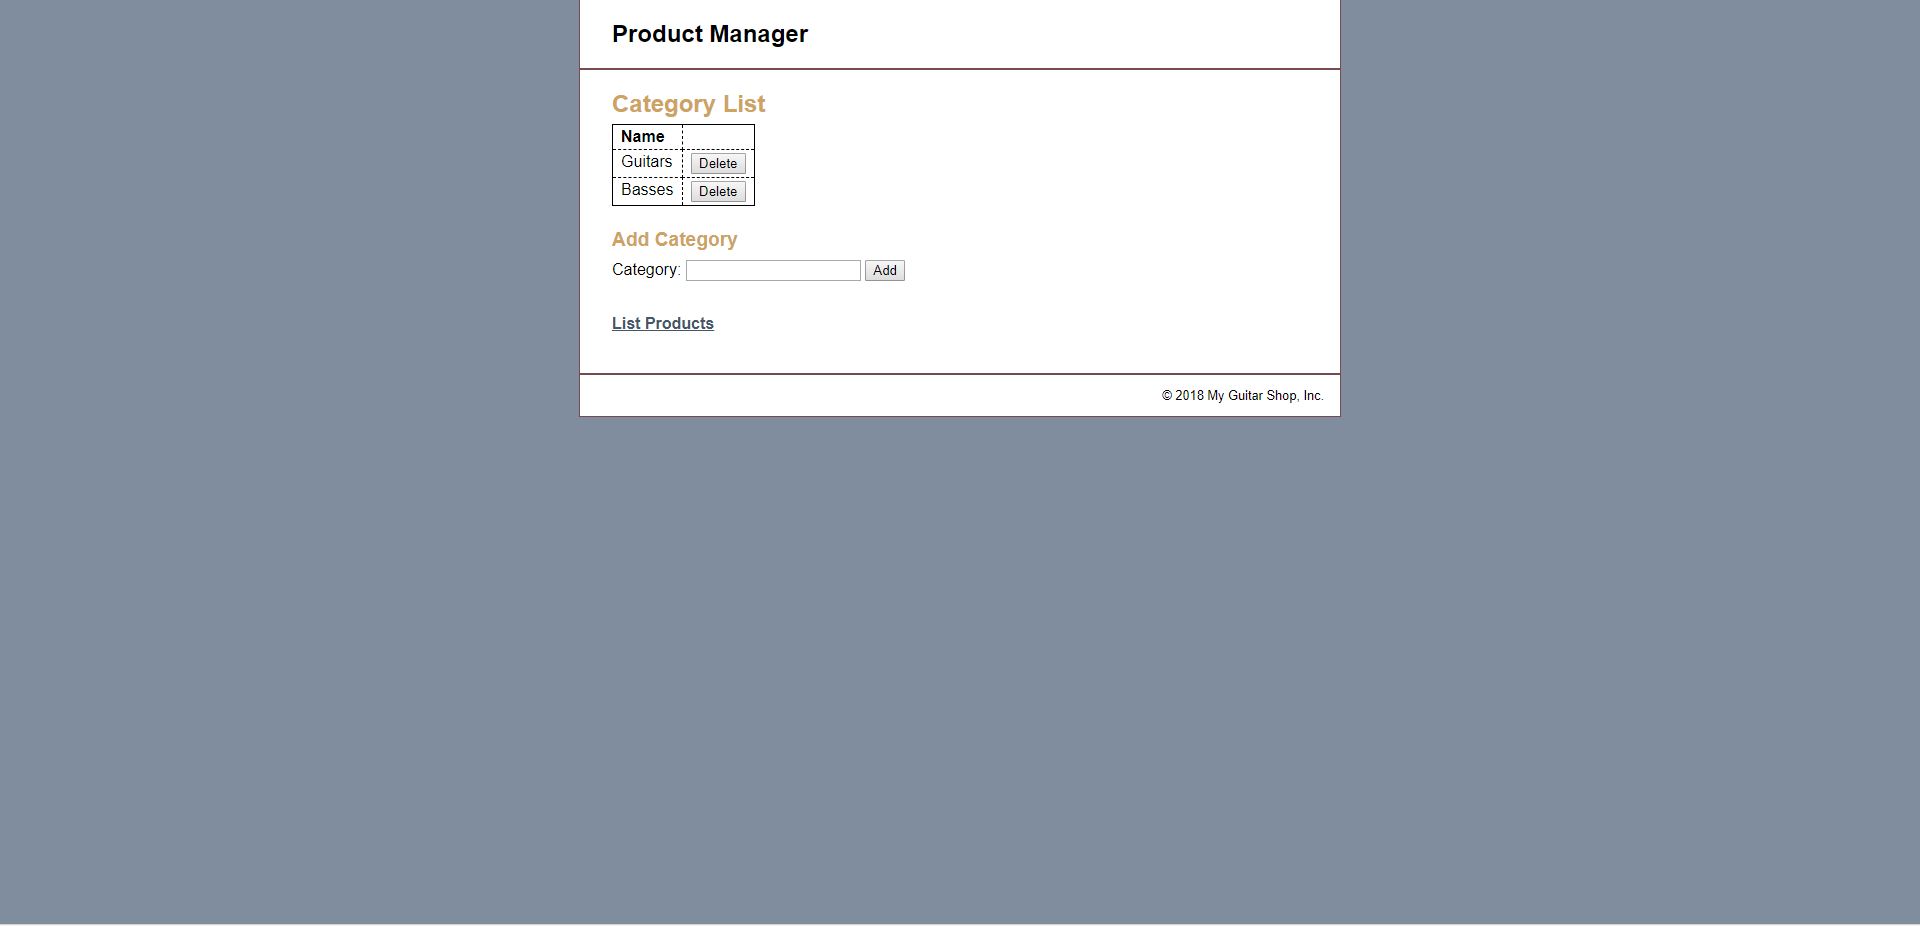 Product Manager
Category List
Name
Guitars Delete
Basses Delete
Add Category
Category: Add
List Products
© 2018 My Guitar Shop, Inc.